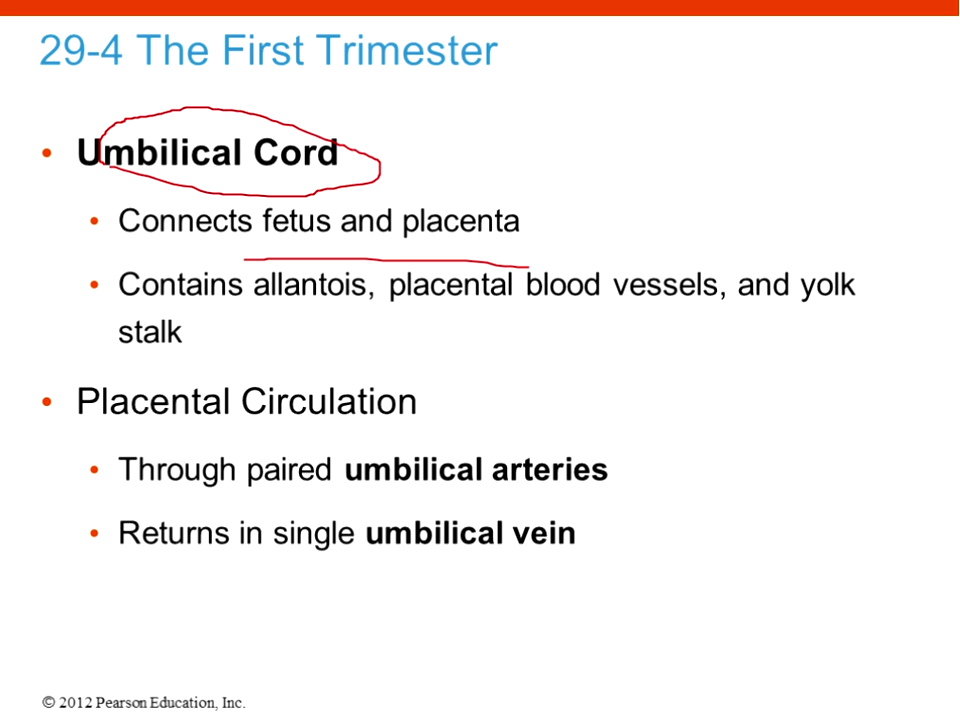 29-4 The First Trimester
• Umbilical Cord
• Connects fetus and placenta
• Contains allantois, placental blood vessels, and yolk
stalk
• Placental Circulation
• Through paired umbilical arteries
• Returns in single umbilical vein
© 2012 Pearson Education, Inc.